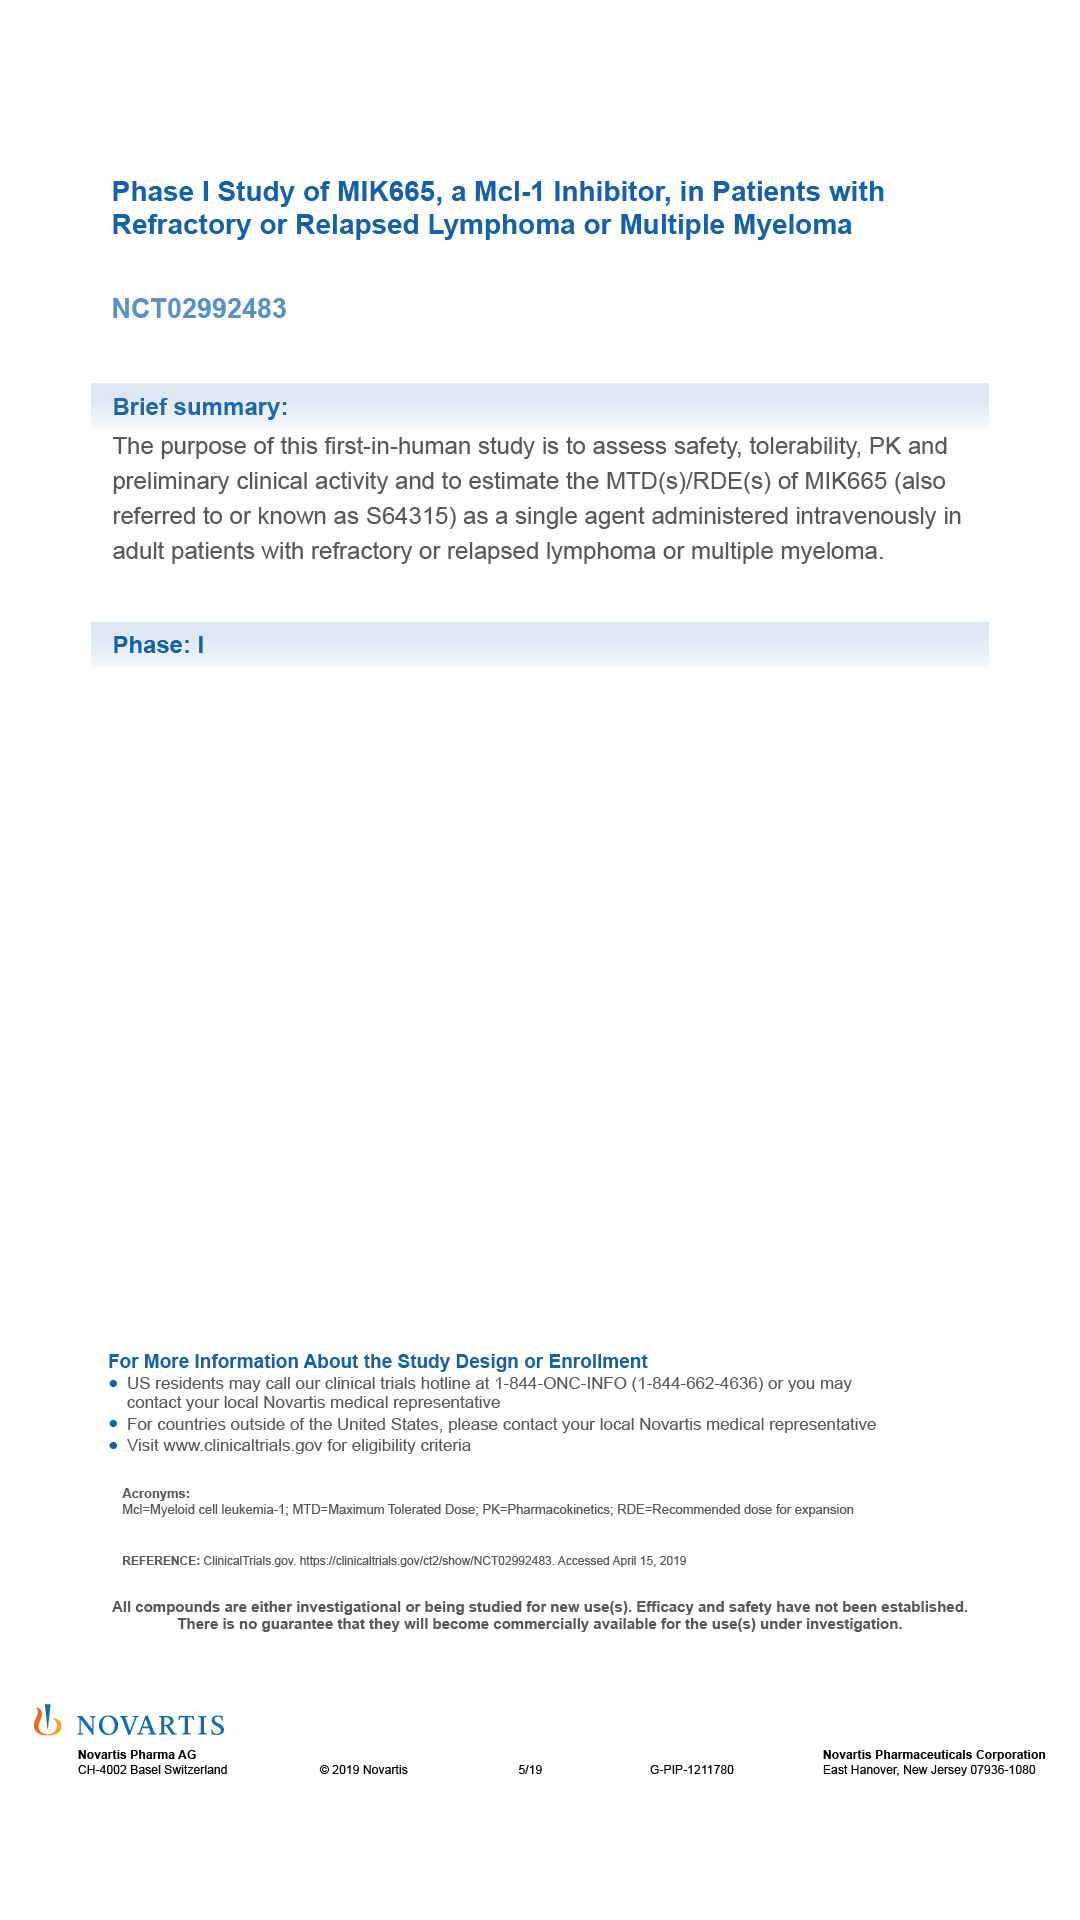 Phase I Study of MIK665, a Mcl-1 Inhibitor, in Patients with
Refractory or Relapsed Lymphoma or Multiple Myeloma
NCT02992483
Brief summary:
The purpose of this first-in-human study is to assess safety, tolerability, PK and
preliminary clinical activity and to estimate the MTD(s)/RDE(s) of MIK665 (also
referred to or known as S64315) as a single agent administered intravenously in
adult patients with refractory or relapsed lymphoma or multiple myeloma.
Phase: I
For More Information About the Study Design or Enrollment
• US residents may call our clinical trials hotline at 1-844-ONC-INFO (1-844-662-4636) or you may
contact your local Novartis medical representative
• For countries outside of the United States, please contact your local Novartis medical representative
• Visit www.clinicaltrials.gov for eligibility criteria
Acronyms:
Mcl=Myeloid cell leukemia-1; MTD=Maximum Tolerated Dose; PK=Pharmacokinetics; RDE=Recommended dose for expansion
REFERENCE: ClinicalTrials.gov. https://clinicaltrials.gov/ct2/show/NCT02992483. Accessed April 15, 2019
All compounds are either investigational or being studied for new use(s). Efficacy and safety have not been established.
There is no guarantee that they will become commercially available for the use(s) under investigation.
NOVARTIS
Novartis Pharma AG
CH-4002 Basel Switzerland
© 2019 Novartis
5/19
G-PIP-1211780
Novartis Pharmaceuticals Corporation
East Hanover, New Jersey 07936-1080